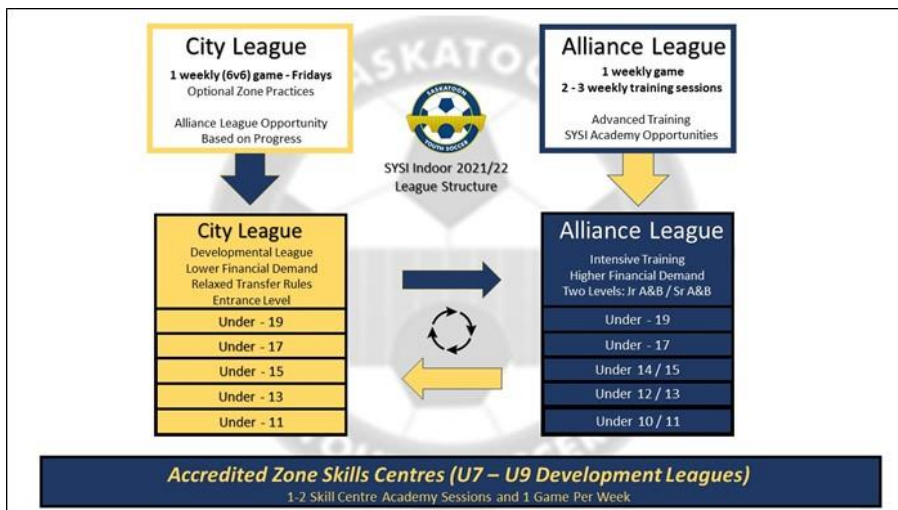 City League
1 weekly (6v6) game - Fridays
Optional Zone Practices
Alliance League Opportunity
Based on Progress
SASKATOON
YOUTH SOCCER
SYSI Indoor 2021/22
League Structure
Alliance League
1 weekly game
2 - 3 weekly training sessions
Advanced Training
SYSI Academy Opportunities
City League
Developmental League
Lower Financial Demand
Relaxed Transfer Rules
Entrance Level
Under - 19
Under - 17
Under - 15
Under - 13
Under - 11
Alliance League
Intensive Training
Higher Financial Demand
Two Levels: Jr A&B / Sr A&B
Under - 19
Under - 17
Under 14 / 15
Under 12 / 13
Under 10 / 11
Accredited Zone Skills Centres (U7 – U9 Development Leagues)
1-2 Skill Centre Academy Sessions and 1 Game Per Week